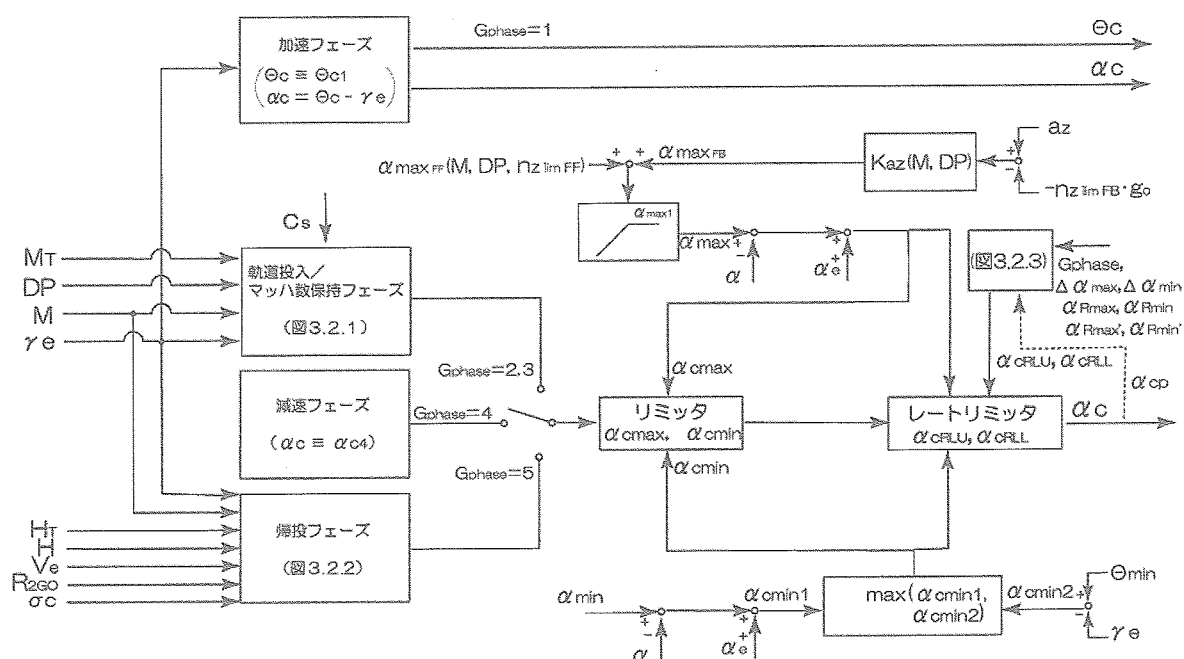 加速フェーズ
Θc ≡ Θc1
αc = Θc - γe
Gphase=1
Θc
αc
az
+
-
Kaz(M, DP)
-nz lim FB·go
αmax FB
+ +
αmax FF(M, DP, nz lim FF)
αmax1
αmax
+
-
α
+
αe
+
(図3.2.3)
Gphase,
Δαmax, Δαmin
αRmax, αRmin
αRmax', αRmin'
αcRLU, αcRLL
αcp
Cs
MT
DP
M
γe
軌道投入/
マッハ数保持フェーズ
(図3.2.1)
Gphase=2,3
減速フェーズ
(αc ≡ αc4)
Gphase=4
Gphase=5
αcmax
リミッタ
αcmax, αcmin
αcmin
レートリミッタ
αcRLU, αcRLL
αc
HT
H
Ve
R2GO
σc
帰投フェーズ
(図3.2.2)
αmin
+
-
α
+
αe
+
αcmin1
max(αcmin1,
αcmin2)
αcmin2
+
-
Θmin
γe